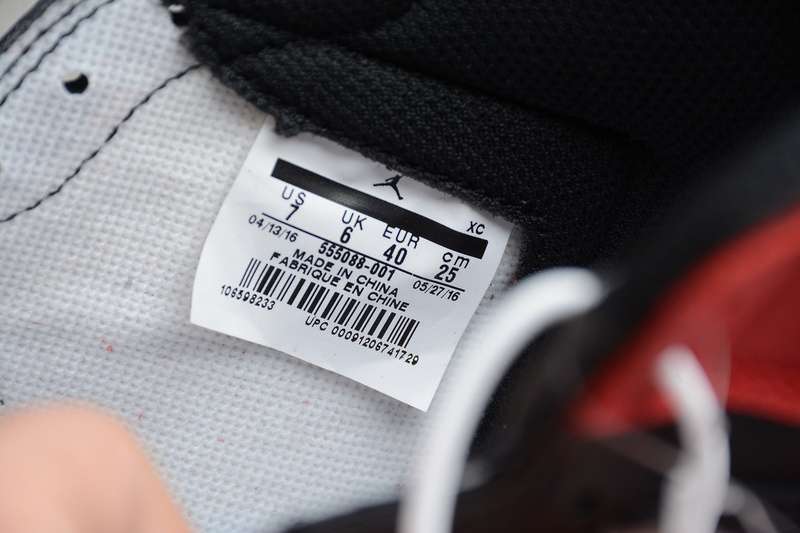 XC
US UK EUR cm
7 6 40 25
04/13/16 555088-001 05/27/16
MADE IN CHINA
FABRIQUE EN CHINE
106598233 UPC 00091206741729